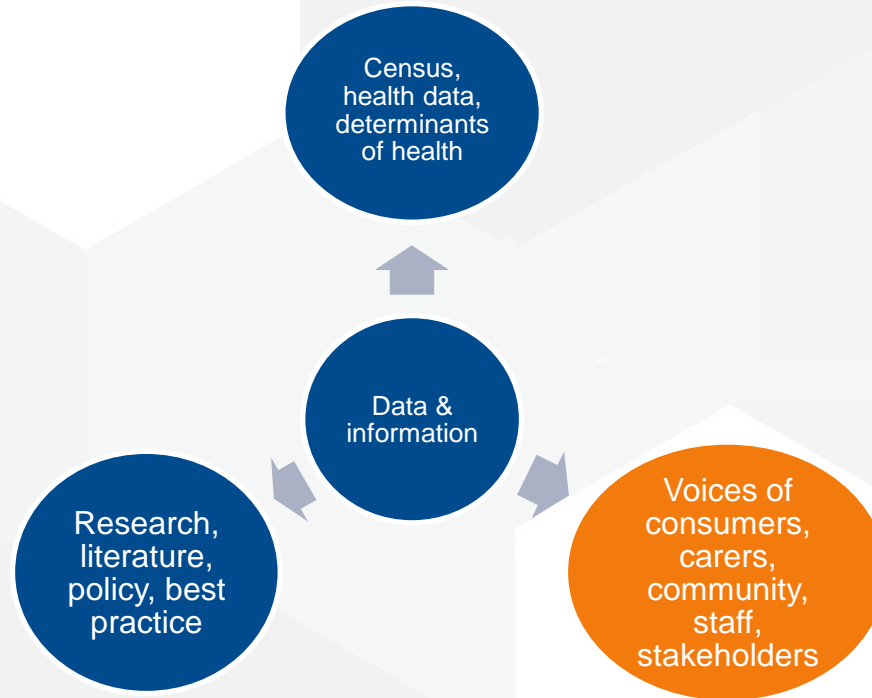 Census,
health data,
determinants
of health
Data &
information
Research,
literature,
policy, best
practice
Voices of
consumers,
carers,
community,
staff,
stakeholders